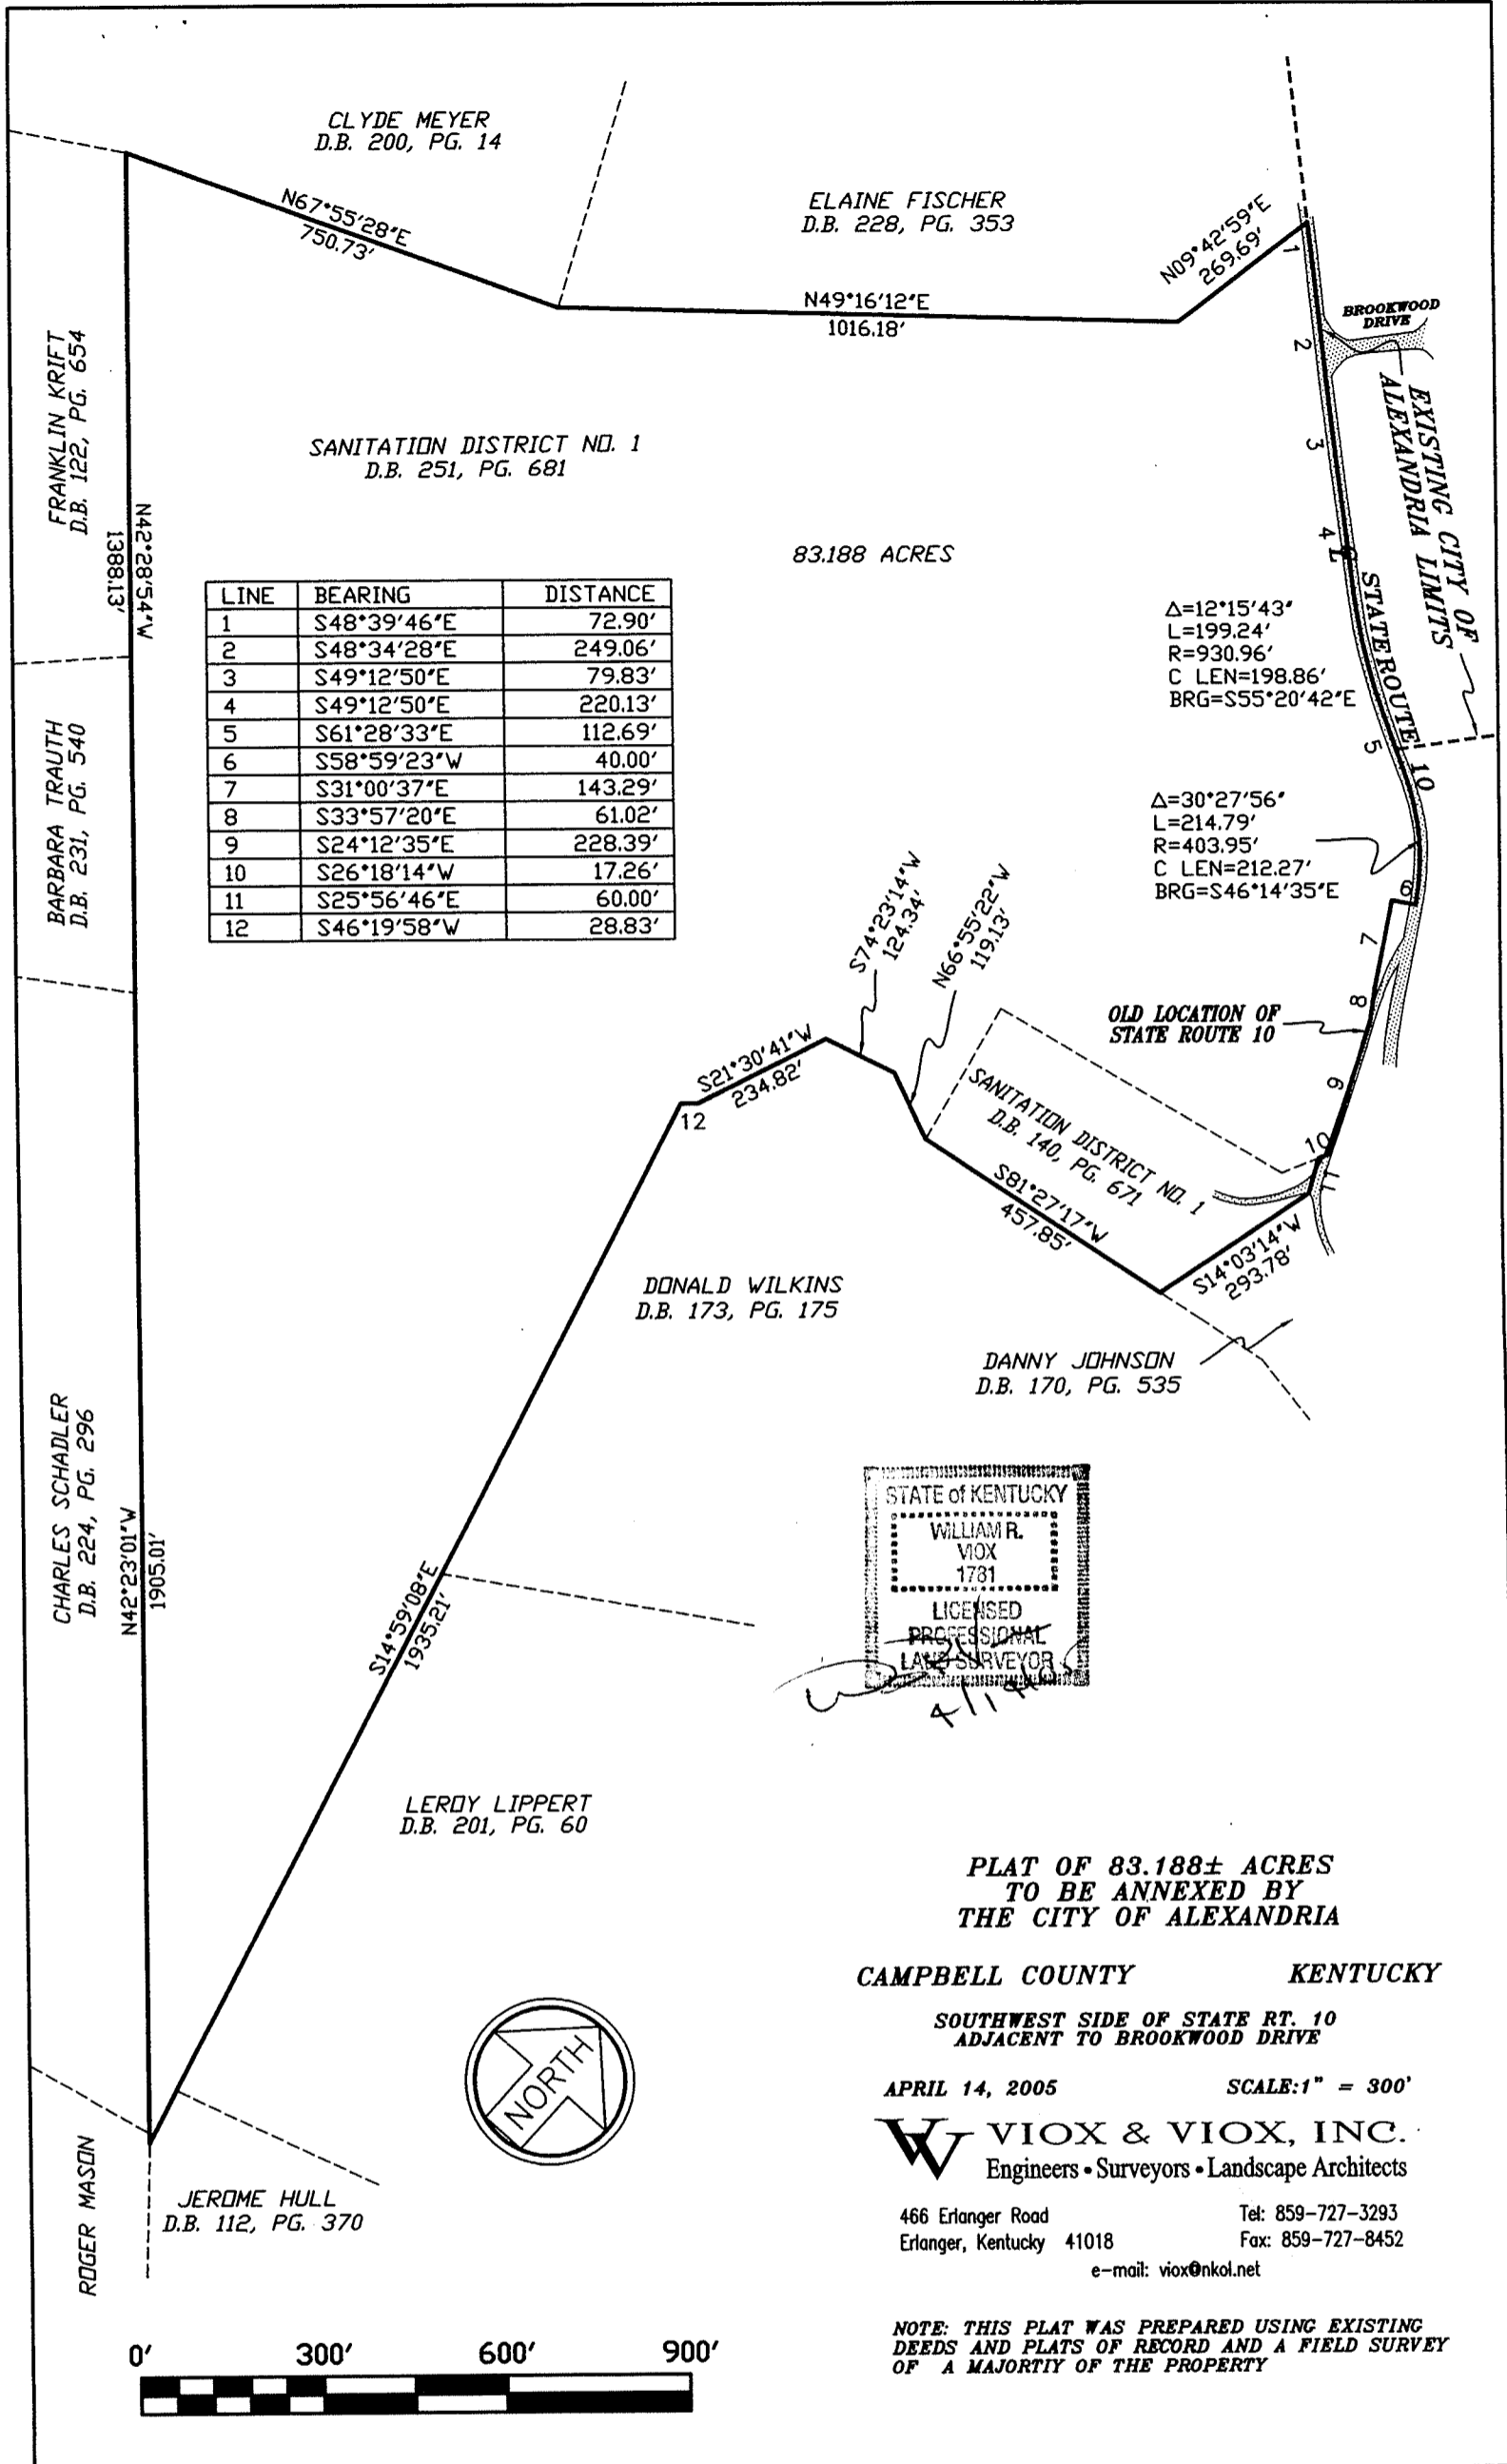 CLYDE MEYER
D.B. 200, PG. 14
N67°55'28"E
750.73'
ELAINE FISCHER
D.B. 228, PG. 353
N49°16'12"E
1016.18'
N09°42'59"E
269.69'
1
BROOKWOOD
DRIVE
2
3
4
EXISTING CITY OF
ALEXANDRIA LIMITS
FRANKLIN KRIFT
D.B. 122, PG. 654
SANITATION DISTRICT NO. 1
D.B. 251, PG. 681
N42°28'54"W
1388.13'
83.188 ACRES
STATE ROUTE 10
LINE BEARING DISTANCE
1 S48°39'46"E 72.90'
2 S48°34'28"E 249.06'
3 S49°12'50"E 79.83'
4 S49°12'50"E 220.13'
5 S61°28'33"E 112.69'
6 S58°59'23"W 40.00'
7 S31°00'37"E 143.29'
8 S33°57'20"E 61.02'
9 S24°12'35"E 228.39'
10 S26°18'14"W 17.26'
11 S25°56'46"E 60.00'
12 S46°19'58"W 28.83'
Δ=12°15'43"
L=199.24'
R=930.96'
C LEN=198.86'
BRG=S55°20'42"E
5
Δ=30°27'56"
L=214.79'
R=403.95'
C LEN=212.27'
BRG=S46°14'35"E
6
7
8
9
10
11
BARBARA TRAUTH
D.B. 231, PG. 540
S74°23'14"W
124.34'
N66°55'22"W
119.13'
OLD LOCATION OF
STATE ROUTE 10
S21°30'41"W
234.82'
12
SANITATION DISTRICT NO. 1
D.B. 140, PG. 671
S81°27'17"W
457.85'
S14°03'14"W
293.78'
DONALD WILKINS
D.B. 173, PG. 175
DANNY JOHNSON
D.B. 170, PG. 535
CHARLES SCHADLER
D.B. 224, PG. 296
N42°23'01"W
1905.01'
S14°59'08"E
1935.21'
STATE of KENTUCKY
WILLIAM R.
VIOX
1781
LICENSED
PROFESSIONAL
LAND SURVEYOR
LEROY LIPPERT
D.B. 201, PG. 60
PLAT OF 83.188± ACRES
TO BE ANNEXED BY
THE CITY OF ALEXANDRIA
CAMPBELL COUNTY KENTUCKY
SOUTHWEST SIDE OF STATE RT. 10
ADJACENT TO BROOKWOOD DRIVE
APRIL 14, 2005 SCALE:1" = 300'
NORTH
VIOX & VIOX, INC.
Engineers • Surveyors • Landscape Architects
466 Erlanger Road Tel: 859-727-3293
Erlanger, Kentucky 41018 Fax: 859-727-8452
e-mail: viox@nkol.net
ROGER MASON
JEROME HULL
D.B. 112, PG. 370
NOTE: THIS PLAT WAS PREPARED USING EXISTING
DEEDS AND PLATS OF RECORD AND A FIELD SURVEY
OF A MAJORTIY OF THE PROPERTY
0' 300' 600' 900'